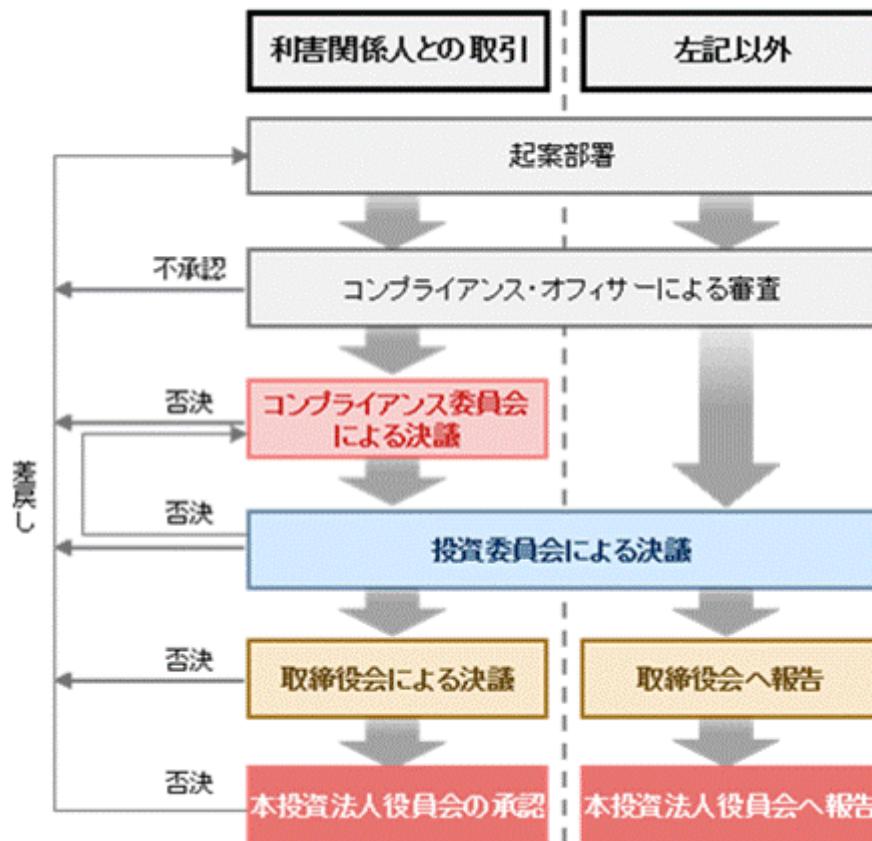 利害関係人との取引
左記以外
起案部署
不承認
コンプライアンス・オフィサーによる審査
否決
コンプライアンス委員会
による決議
差戻し
否決
投資委員会による決議
否決
取締役会による決議
取締役会へ報告
否決
本投資法人役員会の承認
本投資法人役員会へ報告